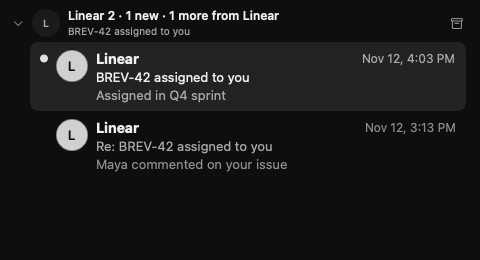 L
Linear 2 · 1 new · 1 more from Linear
BREV-42 assigned to you
L
Linear
Nov 12, 4:03 PM
BREV-42 assigned to you
Assigned in Q4 sprint
L
Linear
Nov 12, 3:13 PM
Re: BREV-42 assigned to you
Maya commented on your issue